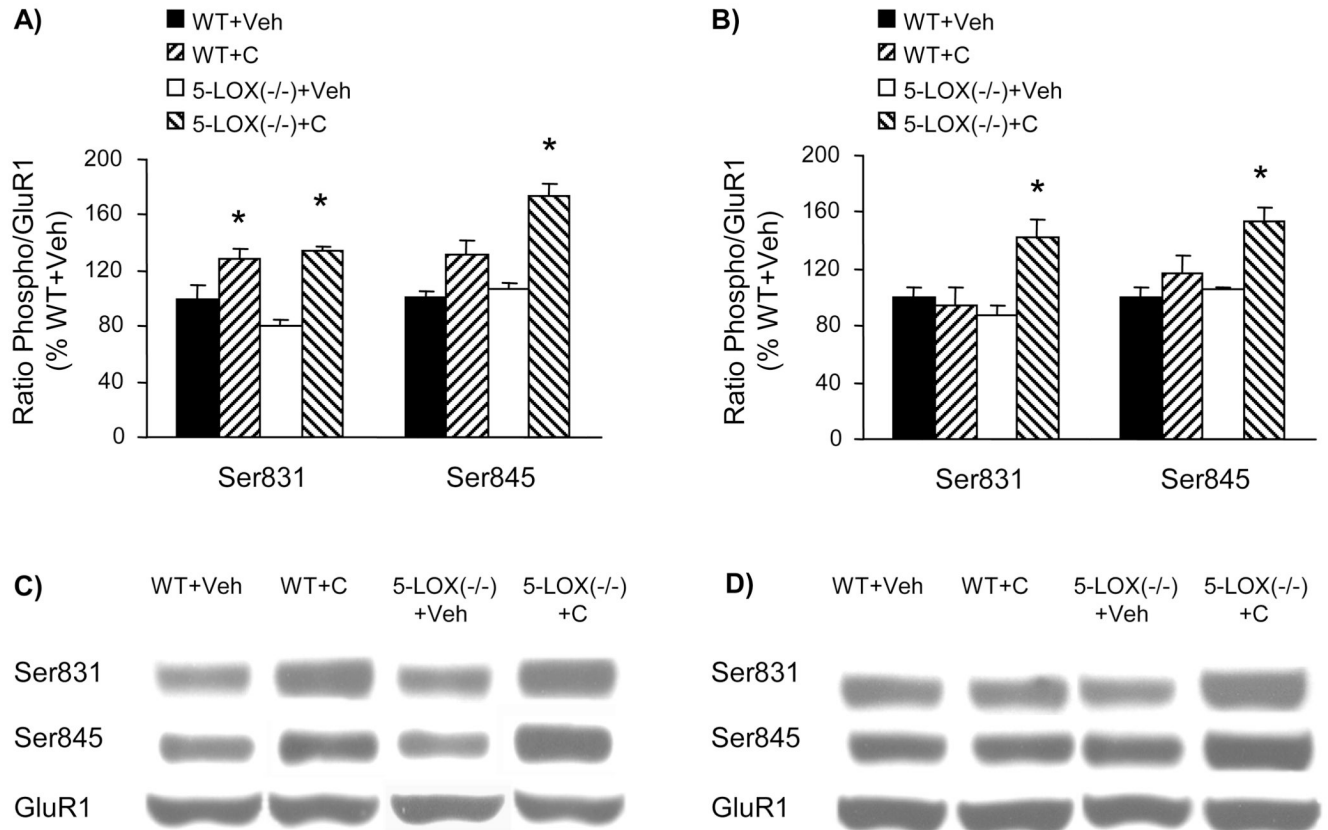 A)
WT+Veh
WT+C
5-LOX(-/-)+Veh
5-LOX(-/-)+C
Ratio Phospho/GluR1
(% WT+Veh)
200
160
120
80
40
0
*
*
*
Ser831
Ser845
B)
WT+Veh
WT+C
5-LOX(-/-)+Veh
5-LOX(-/-)+C
Ratio Phospho/GluR1
(% WT+Veh)
200
160
120
80
40
0
*
*
Ser831
Ser845
C)
WT+Veh WT+C 5-LOX(-/-) 5-LOX(-/-)
+Veh +C
Ser831
Ser845
GluR1
D)
WT+Veh WT+C 5-LOX(-/-) 5-LOX(-/-)
+Veh +C
Ser831
Ser845
GluR1